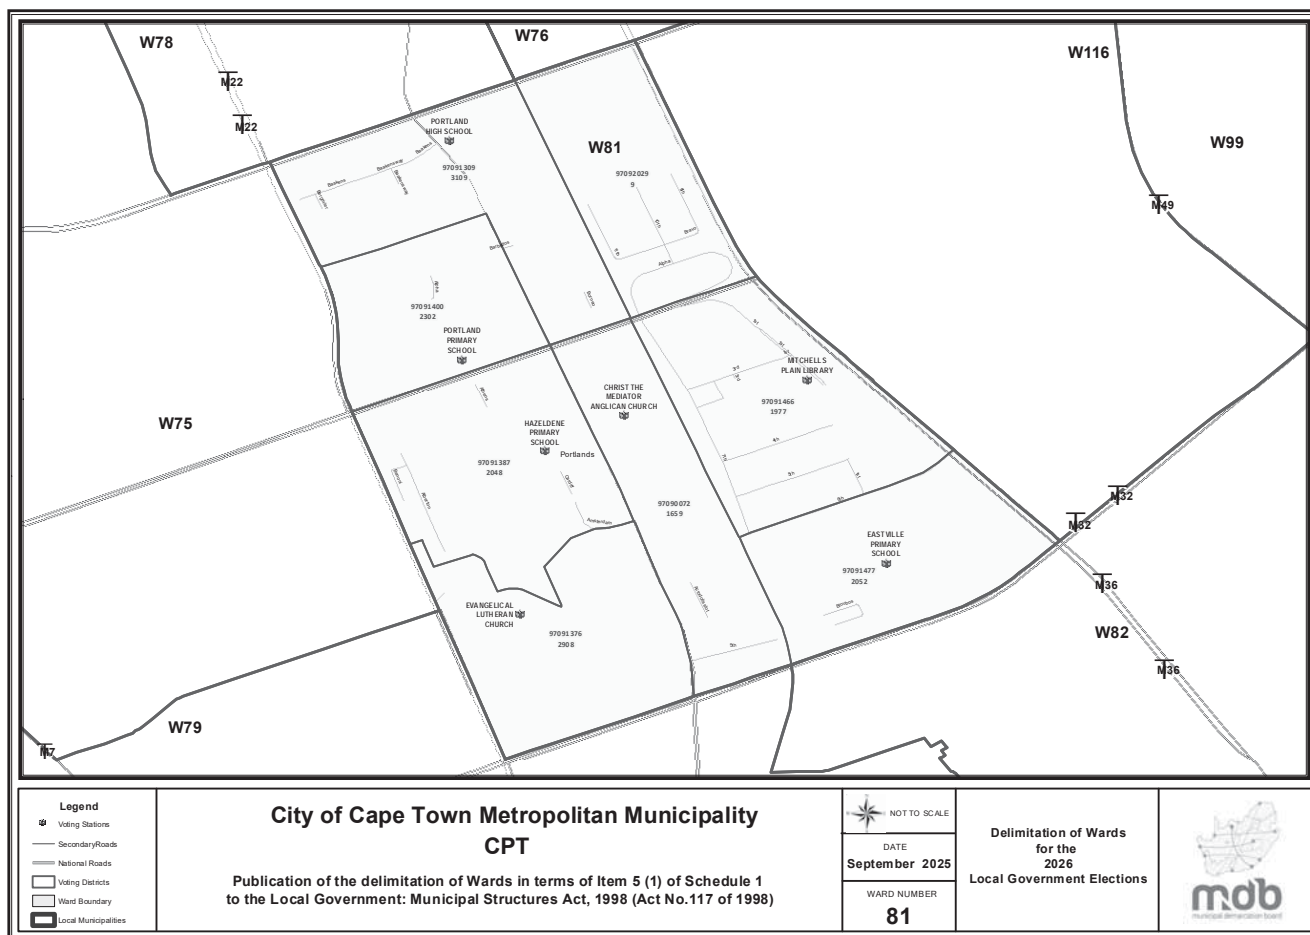 W78
W76
W116
M22
M22
PORTLAND
HIGH SCHOOL
W81
W99
97091309
3109
97092029
9
M49
Alpha
97091400
2302
PORTLAND
PRIMARY
SCHOOL
MITCHELLS
PLAIN LIBRARY
97091466
1977
CHRIST THE
MEDIATOR
ANGLICAN CHURCH
W75
HAZELDENE
PRIMARY
SCHOOL
Portlands
97091387
2048
97090072
1659
M32
M32
EASTVILLE
PRIMARY
SCHOOL
97091477
2052
M36
EVANGELICAL
LUTHERAN
CHURCH
97091376
2908
W82
M36
W79
M7
Legend
Voting Stations
SecondaryRoads
National Roads
Voting Districts
Ward Boundary
Local Municipalities
City of Cape Town Metropolitan Municipality
CPT
Publication of the delimitation of Wards in terms of Item 5 (1) of Schedule 1
to the Local Government: Municipal Structures Act, 1998 (Act No.117 of 1998)
NOT TO SCALE
DATE
September 2025
WARD NUMBER
81
Delimitation of Wards
for the
2026
Local Government Elections
mdb
municipal demarcation board